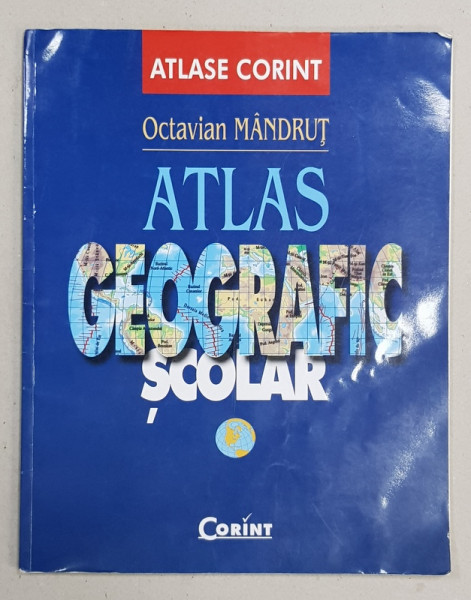 ATLASE CORINT
Octavian MÂNDRUȚ
ATLAS
GEOGRAFIC
ȘCOLAR
CORINT